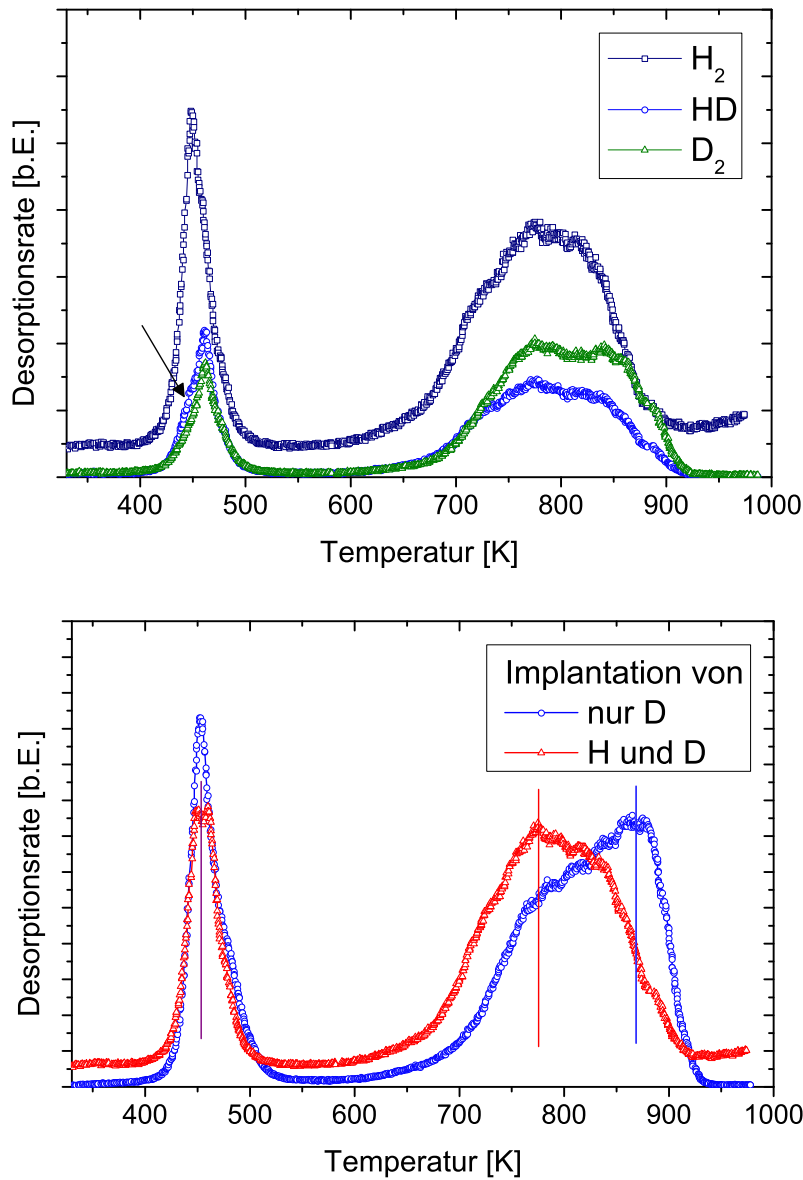 Desorptionsrate [b.E.]
H2
HD
D2
400 500 600 700 800 900 1000
Temperatur [K]
Desorptionsrate [b.E.]
Implantation von
nur D
H und D
400 500 600 700 800 900 1000
Temperatur [K]